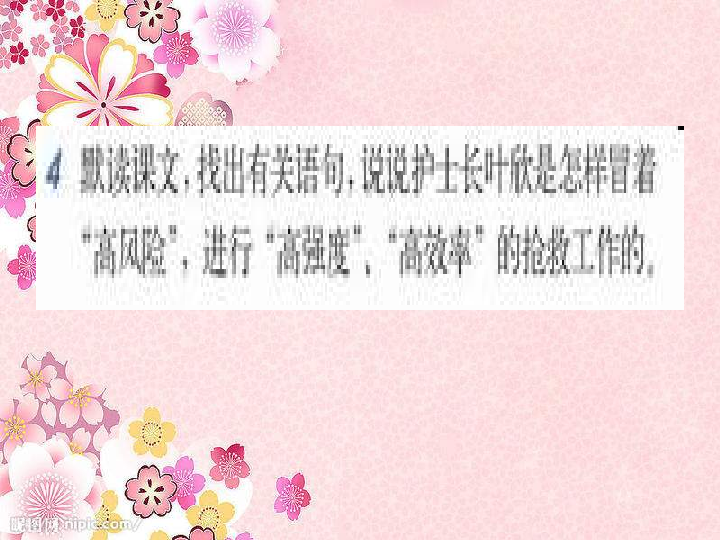 4 默读课文，找出有关语句，说说护士长叶欣是怎样冒着
“高风险”，进行“高强度”、“高效率”的抢救工作的。
昵图网 nipic.com/